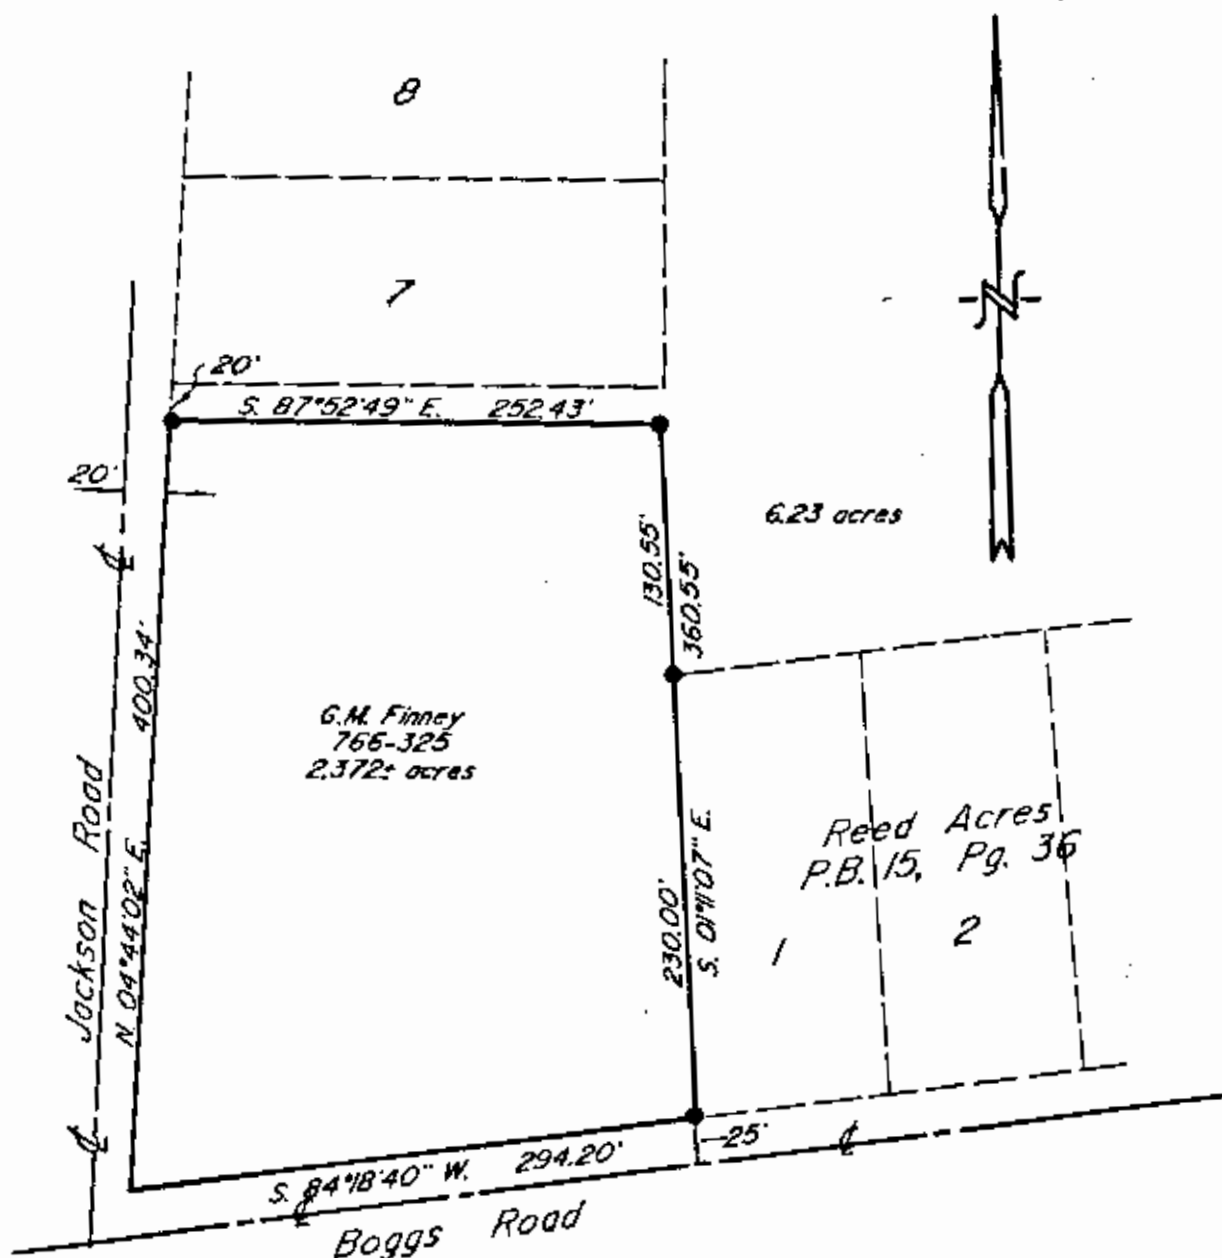 8
7
N
20'
S. 87°52'49" E. 252.43'
20'
6.23 acres
130.55'
360.55'
400.34'
N. 04°44'02" E.
Jackson Road
G.M. Finney
766-325
2.372± acres
230.00'
S. 01°11'07" E.
Reed Acres
P.B. 15, Pg. 36
1
2
25'
S. 84°18'40" W. 294.20'
Boggs Road